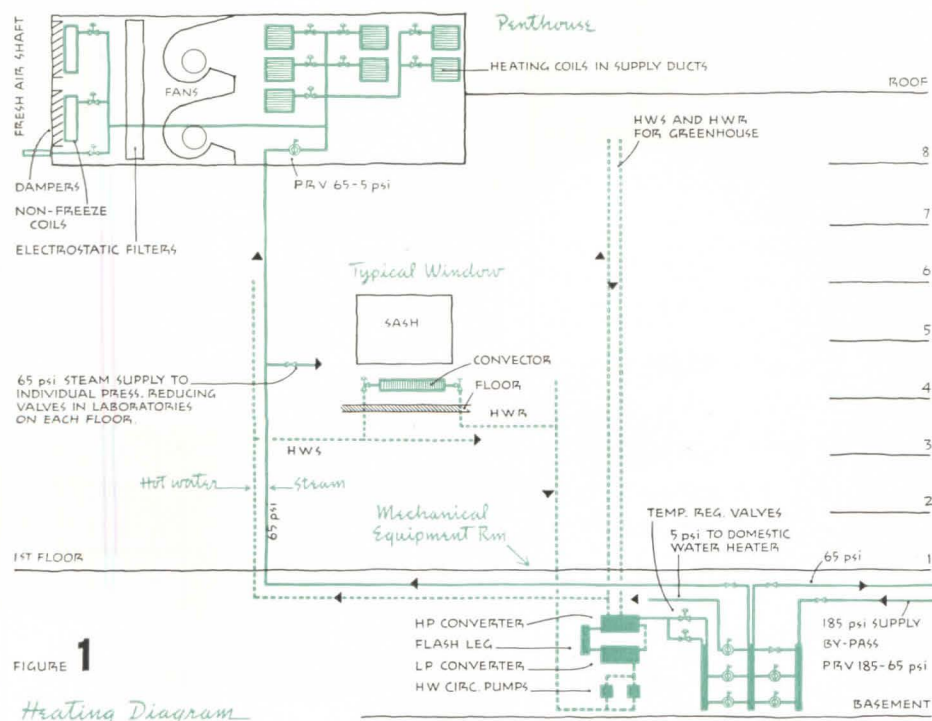 Penthouse
FRESH AIR SHAFT
FANS
HEATING COILS IN SUPPLY DUCTS
ROOF
HWS AND HWR
FOR GREENHOUSE
8
DAMPERS
PRV 65-5 psi
NON-FREEZE
COILS
7
ELECTROSTATIC FILTERS
Typical Window
6
SASH
5
CONVECTOR
65 psi STEAM SUPPLY TO
INDIVIDUAL PRESS. REDUCING
VALVES IN LABORATORIES
ON EACH FLOOR.
FLOOR
4
HWR
HWS
3
Hot water
Steam
65 psi
Mechanical
Equipment Rm
TEMP. REG. VALVES
2
5 psi TO DOMESTIC
WATER HEATER
65 psi
1ST FLOOR
1
HP CONVERTER
185 psi SUPPLY
FLASH LEG
BY-PASS
LP CONVERTER
PRV 185-65 psi
HW CIRC. PUMPS
BASEMENT
FIGURE 1
Heating Diagram